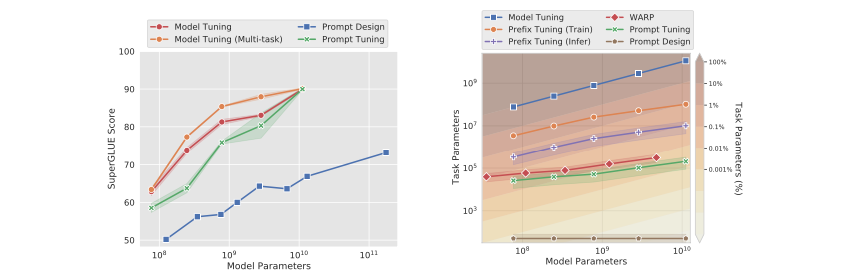 Model Tuning
Model Tuning (Multi-task)
Prompt Design
Prompt Tuning
100
90
80
70
60
50
SuperGLUE Score
10⁸
10⁹
10¹⁰
10¹¹
Model Parameters
Model Tuning
Prefix Tuning (Train)
Prefix Tuning (Infer)
WARP
Prompt Tuning
Prompt Design
10⁹
10⁷
10⁵
10³
Task Parameters
10⁸
10⁹
10¹⁰
Model Parameters
100%
10%
1%
0.1%
0.01%
0.001%
Task Parameters (%)